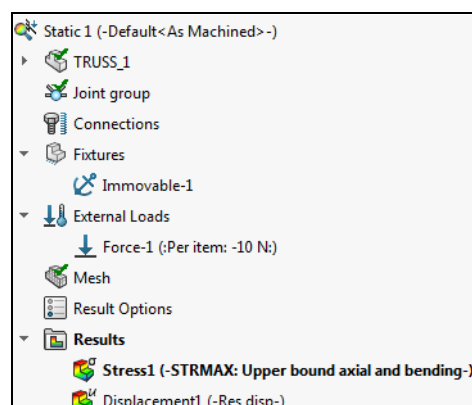 Static 1 (-Default<As Machined>-)
TRUSS_1
Joint group
Connections
Fixtures
Immovable-1
External Loads
Force-1 (:Per item: -10 N:)
Mesh
Result Options
Results
Stress1 (-STRMAX: Upper bound axial and bending-)
Displacement1 (-Res disp-)